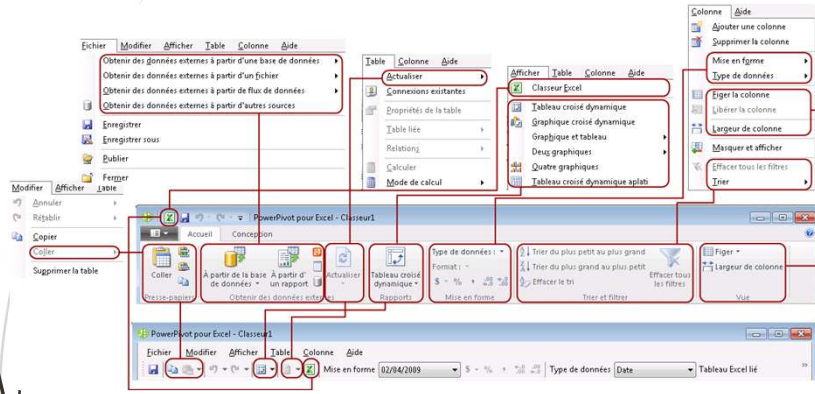 Colonne Aide
Ajouter une colonne
Supprimer la colonne
Mise en forme
Type de données
Figer la colonne
Libérer la colonne
Largeur de colonne
Masquer et afficher
Effacer tous les filtres
Trier
Fichier Modifier Afficher Table Colonne Aide
Obtenir des données externes à partir d'une base de données
Obtenir des données externes à partir d'un fichier
Obtenir des données externes à partir de flux de données
Obtenir des données externes à partir d'autres sources
Enregistrer
Enregistrer sous
Publier
Fermer
Table Colonne Aide
Actualiser
Connexions existantes
Propriétés de la table
Table liée
Relations
Calculer
Mode de calcul
Afficher Table Colonne Aide
Classeur Excel
Tableau croisé dynamique
Graphique croisé dynamique
Graphique et tableau
Deux graphiques
Quatre graphiques
Tableau croisé dynamique aplati
Modifier Afficher Table
Annuler
Rétablir
Copier
Coller
Supprimer la table
PowerPivot pour Excel - Classeur1
Accueil Conception
Coller
Presse-papiers
À partir de la base
de données
À partir d'
un rapport
Obtenir des données externes
Actualiser
Tableau croisé
dynamique
Rapports
Type de données :
Format :
$ - % ,
Mise en forme
Trier du plus petit au plus grand
Trier du plus grand au plus petit
Effacer le tri
Effacer tous
les filtres
Trier et filtrer
Figer
Largeur de colonne
Vue
PowerPivot pour Excel - Classeur1
Fichier Modifier Afficher Table Colonne Aide
Mise en forme 02/04/2009 $ - % , Type de données Date Tableau Excel lié »